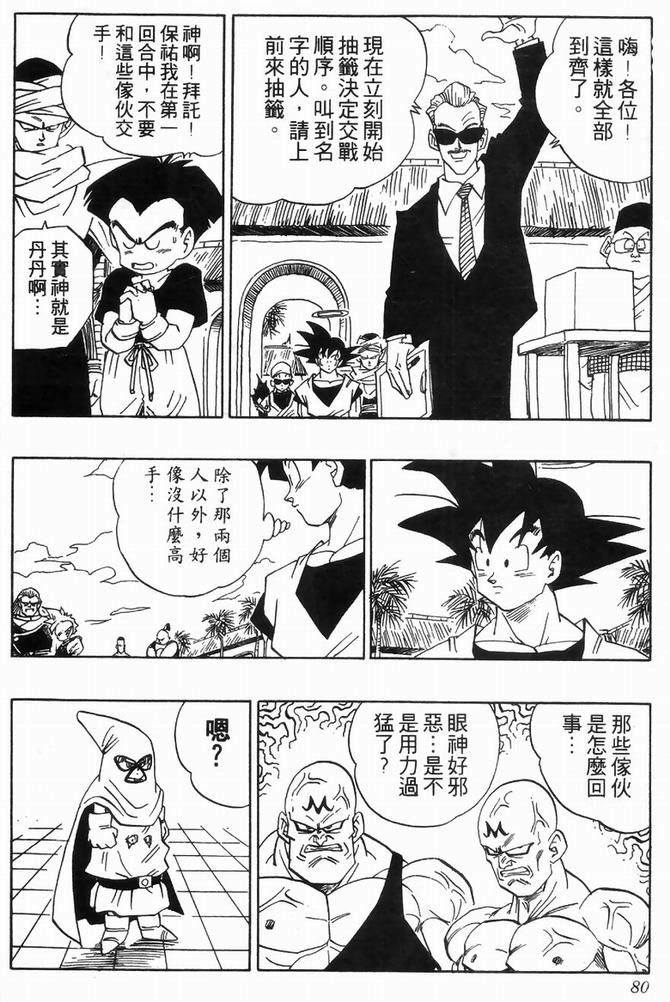 嗨！各位！
這樣就全部
到齊了。
現在立刻開始
抽籤決定交戰
順序。叫到名
字的人，請上
前來抽籤。
神啊！拜託！
保祐我在第一
回合中，不要
和這些傢伙交
手！
其實神就是
丹丹啊…
除了那兩個
人以外，好
像沒什麼高
手…
那些傢伙
是怎麼回
事…
眼神好邪
惡…是不
是用力過
猛了？
嗯？
80